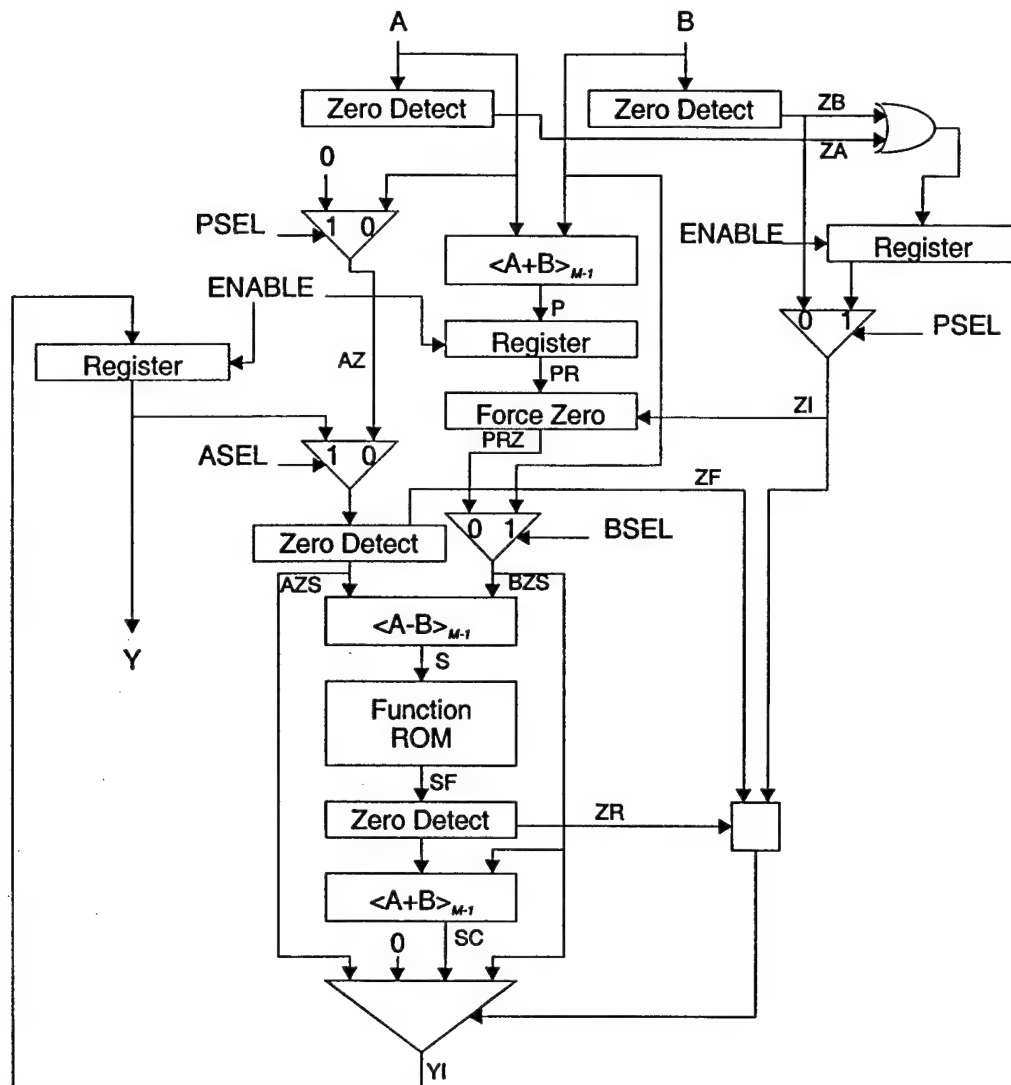 A B
Zero Detect Zero Detect ZB
ZA
0
1 0
PSEL
ENABLE Register
<A+B>M-1
ENABLE P
0 1 PSEL
Register Register
AZ PR
Force Zero ZI
PRZ
1 0
ASEL ZF
0 1 BSEL
Zero Detect
AZS BZS
<A-B>M-1
Y S
Function
ROM
SF
Zero Detect ZR
<A+B>M-1
SC
0
YI